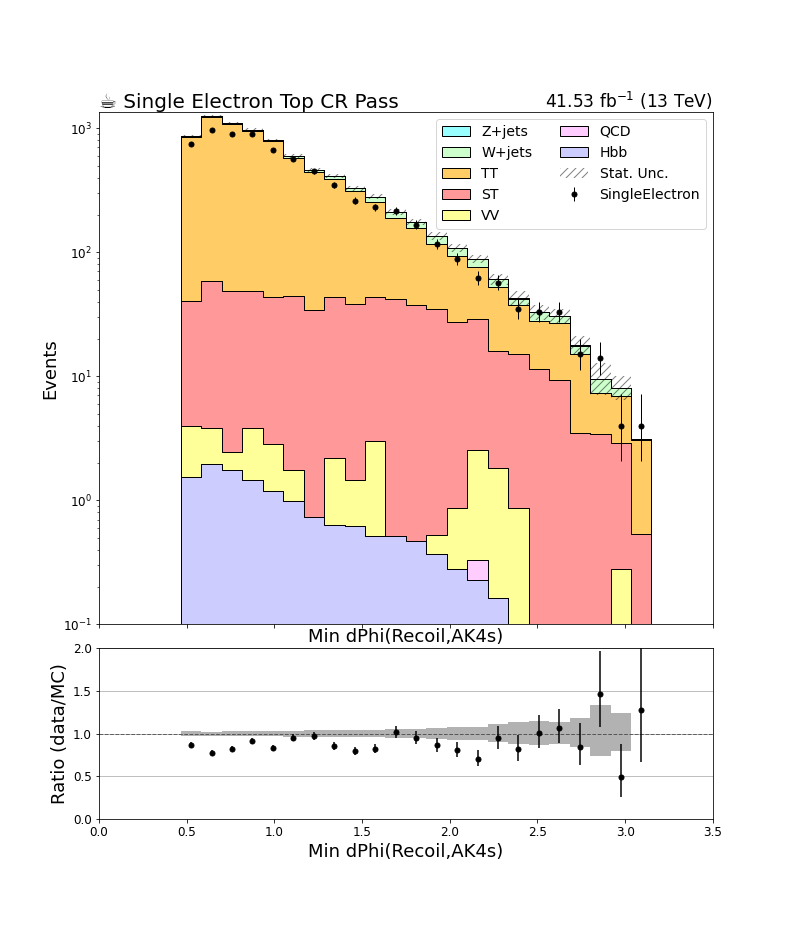 ☕ Single Electron Top CR Pass
41.53 fb⁻¹ (13 TeV)
Z+jets
W+jets
TT
ST
VV
QCD
Hbb
Stat. Unc.
SingleElectron
Events
10³
10²
10¹
10⁰
10⁻¹
Min dPhi(Recoil,AK4s)
Ratio (data/MC)
2.0
1.5
1.0
0.5
0.0
0.0 0.5 1.0 1.5 2.0 2.5 3.0 3.5
Min dPhi(Recoil,AK4s)